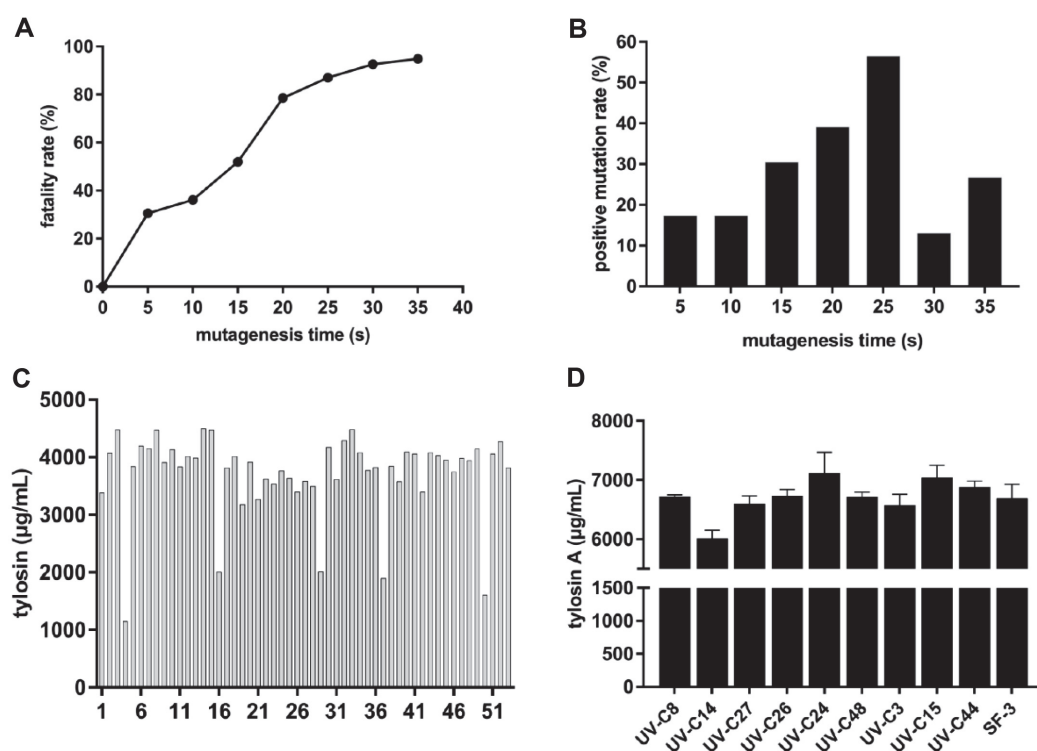 A
fatality rate (%)
100
80
60
40
20
0
0 5 10 15 20 25 30 35 40
mutagenesis time (s)
B
positive mutation rate (%)
60
50
40
30
20
10
0
5 10 15 20 25 30 35
mutagenesis time (s)
C
tylosin (μg/mL)
5000
4000
3000
2000
1000
0
1 6 11 16 21 26 31 36 41 46 51
D
tylosin A (μg/mL)
8000
7000
6000
1500
1000
500
0
UV-C8
UV-C14
UV-C27
UV-C26
UV-C24
UV-C48
UV-C3
UV-C15
UV-C44
SF-3